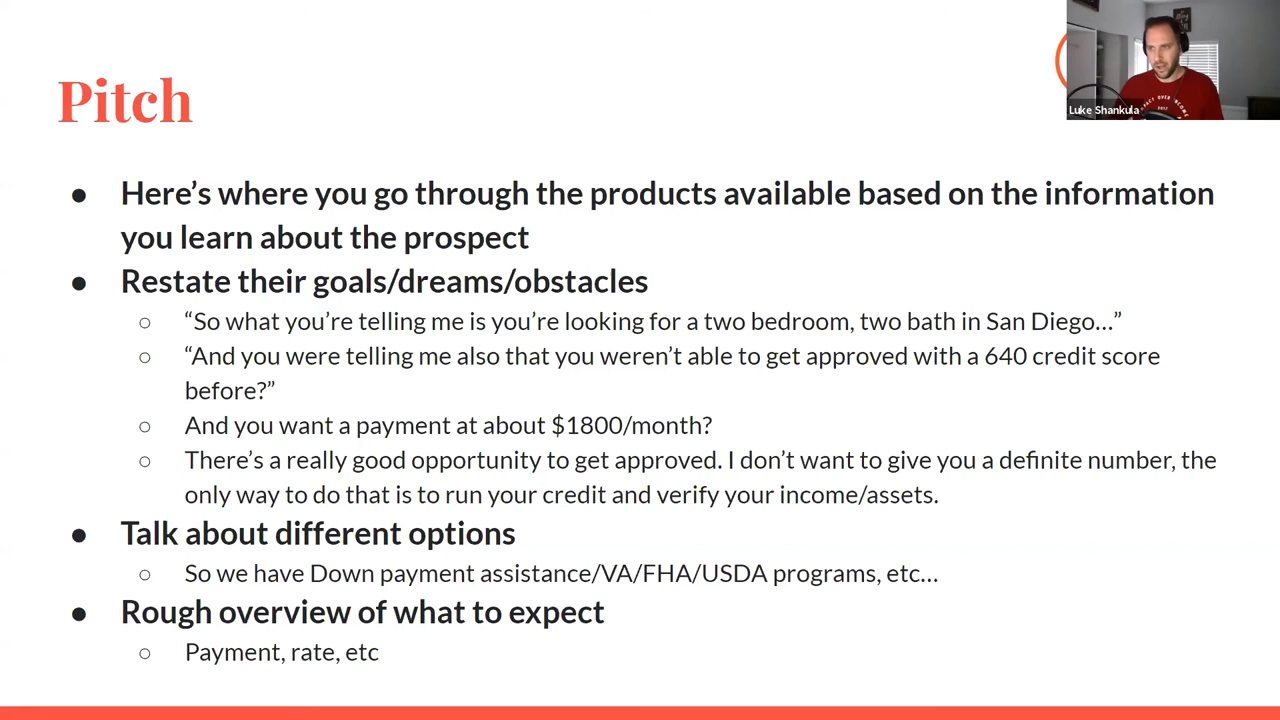 Pitch
Luke Shankula
● Here’s where you go through the products available based on the information
you learn about the prospect
● Restate their goals/dreams/obstacles
○ “So what you’re telling me is you’re looking for a two bedroom, two bath in San Diego…”
○ “And you were telling me also that you weren’t able to get approved with a 640 credit score
before?”
○ And you want a payment at about $1800/month?
○ There’s a really good opportunity to get approved. I don’t want to give you a definite number, the
only way to do that is to run your credit and verify your income/assets.
● Talk about different options
○ So we have Down payment assistance/VA/FHA/USDA programs, etc…
● Rough overview of what to expect
○ Payment, rate, etc